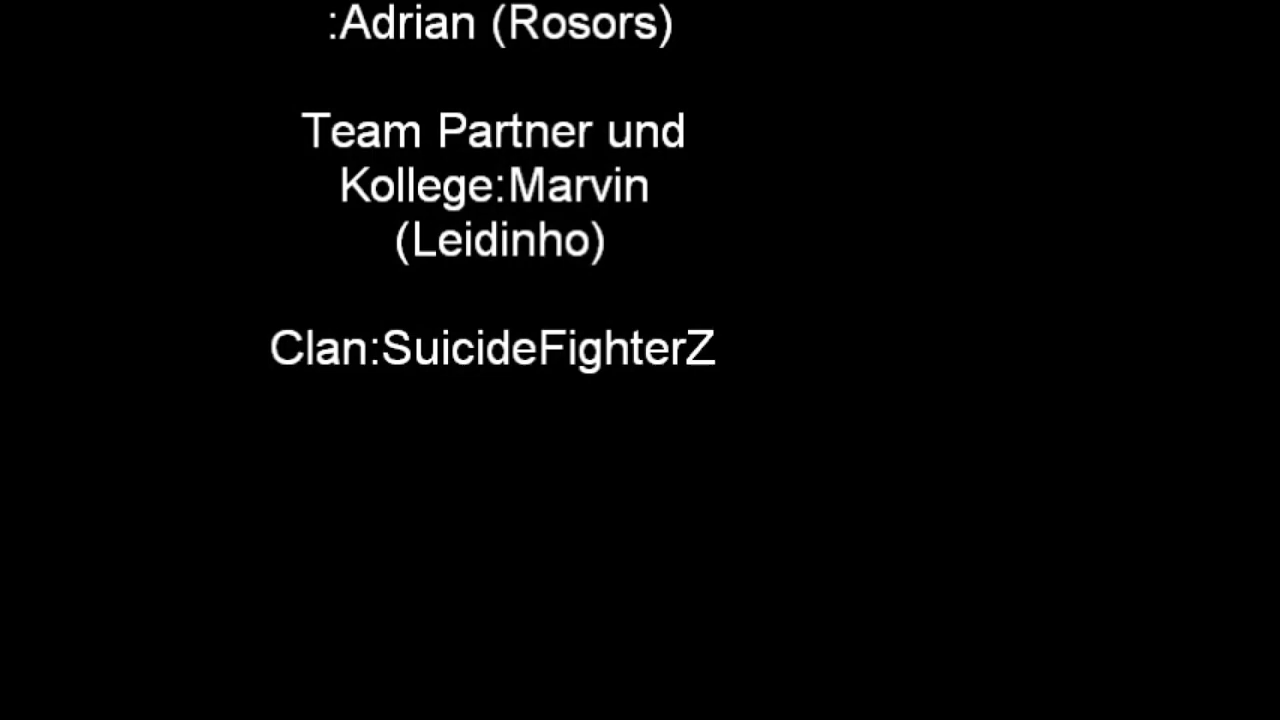 :Adrian (Rosors)
Team Partner und
Kollege:Marvin
(Leidinho)
Clan:SuicideFighterZ